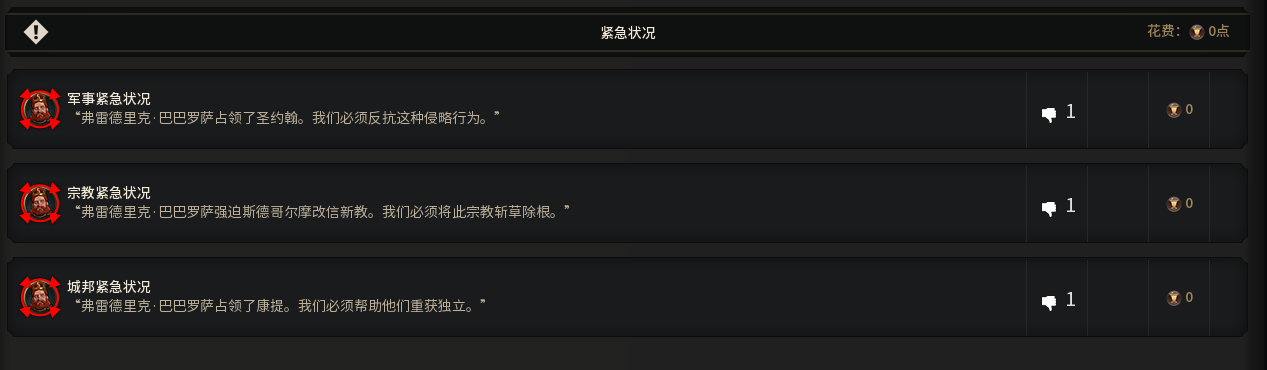 紧急状况
花费: 0点
军事紧急状况
“弗雷德里克·巴巴罗萨占领了圣约翰。我们必须反抗这种侵略行为。”
1
0
宗教紧急状况
“弗雷德里克·巴巴罗萨强迫斯德哥尔摩改信新教。我们必须将此宗教斩草除根。”
1
0
城邦紧急状况
“弗雷德里克·巴巴罗萨占领了康提。我们必须帮助他们重获独立。”
1
0